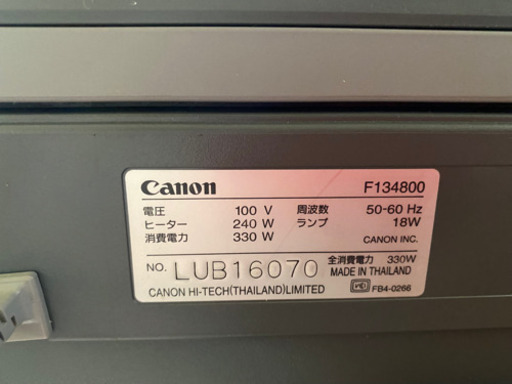 Canon F134800
電圧 100 V 周波数 50-60 Hz
ヒーター 240 W ランプ 18W
消費電力 330 W CANON INC.
全消費電力 330W
NO. LUB16070 MADE IN THAILAND
CANON HI-TECH(THAILAND)LIMITED FB4-0266